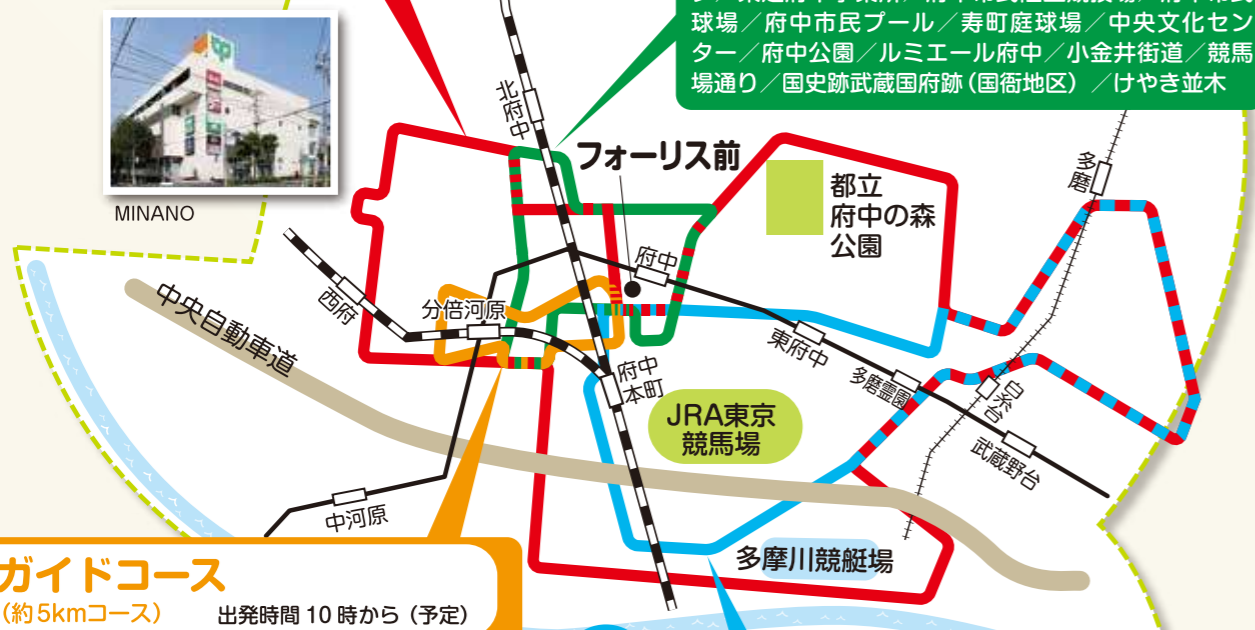 球場／府中市民プール／寿町庭球場／中央文化セン
ター／府中公園／ルミエール府中／小金井街道／競馬
場通り／国史跡武蔵国府跡（国衙地区）／けやき並木
MINANO
北府中
フォーリス前
都立
府中の森
公園
多磨
府中
西府
分倍河原
中央自動車道
東府中
多磨霊園
白糸台
武蔵野台
府中
本町
JRA東京
競馬場
中河原
多摩川競艇場
ガイドコース
（約5kmコース）
出発時間 10 時から（予定）